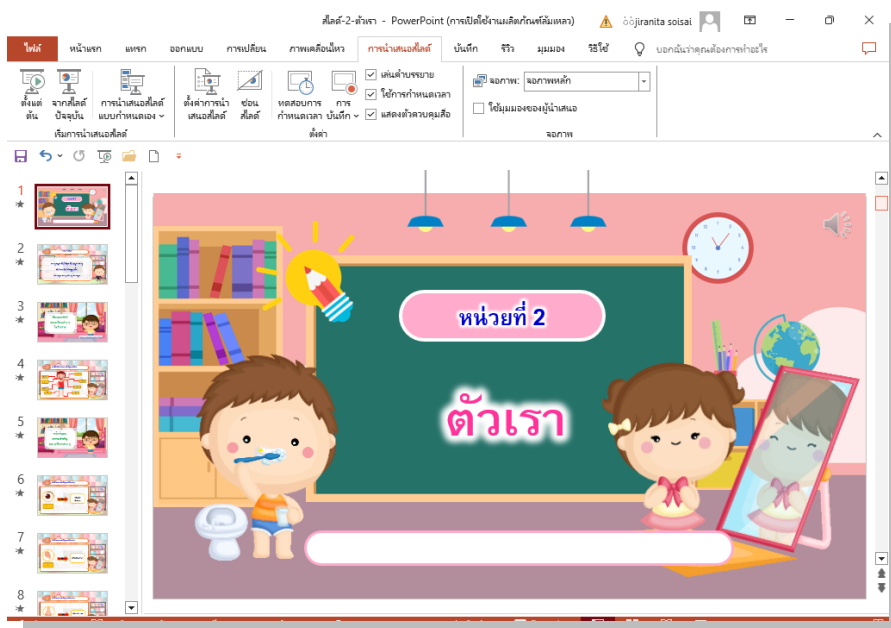 สไลด์-2-ตัวเรา - PowerPoint (การเปิดใช้งานผลิตภัณฑ์ล้มเหลว)
jiranita soisai
ไฟล์ หน้าแรก แทรก ออกแบบ การเปลี่ยน ภาพเคลื่อนไหว การนำเสนอสไลด์ บันทึก รีวิว มุมมอง วิธีใช้ บอกฉันว่าคุณต้องการทำอะไร
ตั้งแต่ต้น
จากสไลด์ปัจจุบัน
การนำเสนอสไลด์แบบกำหนดเอง
ตั้งค่าการนำเสนอสไลด์
ซ่อนสไลด์
ทดสอบการกำหนดเวลา
การบันทึก
เล่นคำบรรยาย
ใช้การกำหนดเวลา
แสดงตัวควบคุมสื่อ
จอภาพ: จอภาพหลัก
ใช้มุมมองของผู้นำเสนอ
เริ่มการนำเสนอสไลด์
ตั้งค่า
จอภาพ
1
2
3
4
5
6
7
8
หน่วยที่ 2
ตัวเรา